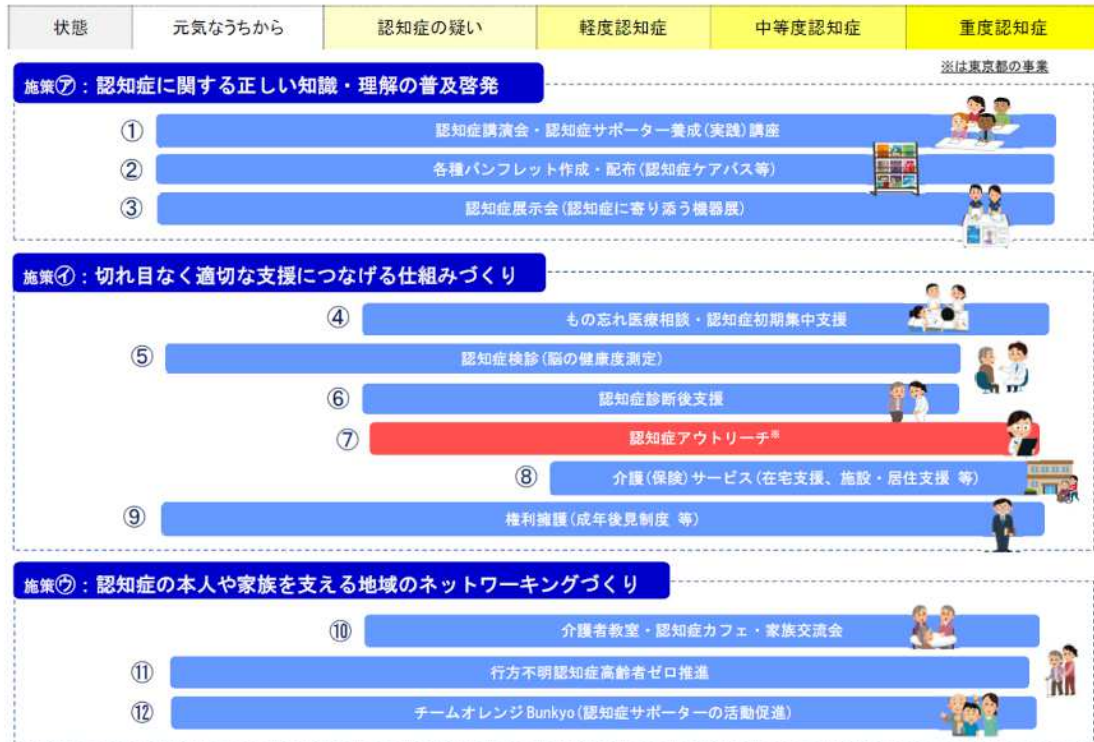 状態 元気なうちから 認知症の疑い 軽度認知症 中等度認知症 重度認知症
※は東京都の事業
施策㋐：認知症に関する正しい知識・理解の普及啓発
① 認知症講演会・認知症サポーター養成(実践)講座
② 各種パンフレット作成・配布(認知症ケアパス等)
③ 認知症展示会(認知症に寄り添う機器展)
施策㋑：切れ目なく適切な支援につなげる仕組みづくり
④ もの忘れ医療相談・認知症初期集中支援
⑤ 認知症検診(脳の健康度測定)
⑥ 認知症診断後支援
⑦ 認知症アウトリーチ※
⑧ 介護(保険)サービス(在宅支援、施設・居住支援 等)
⑨ 権利擁護(成年後見制度 等)
施策㋒：認知症の本人や家族を支える地域のネットワーキングづくり
⑩ 介護者教室・認知症カフェ・家族交流会
⑪ 行方不明認知症高齢者ゼロ推進
⑫ チームオレンジBunkyo(認知症サポーターの活動促進)